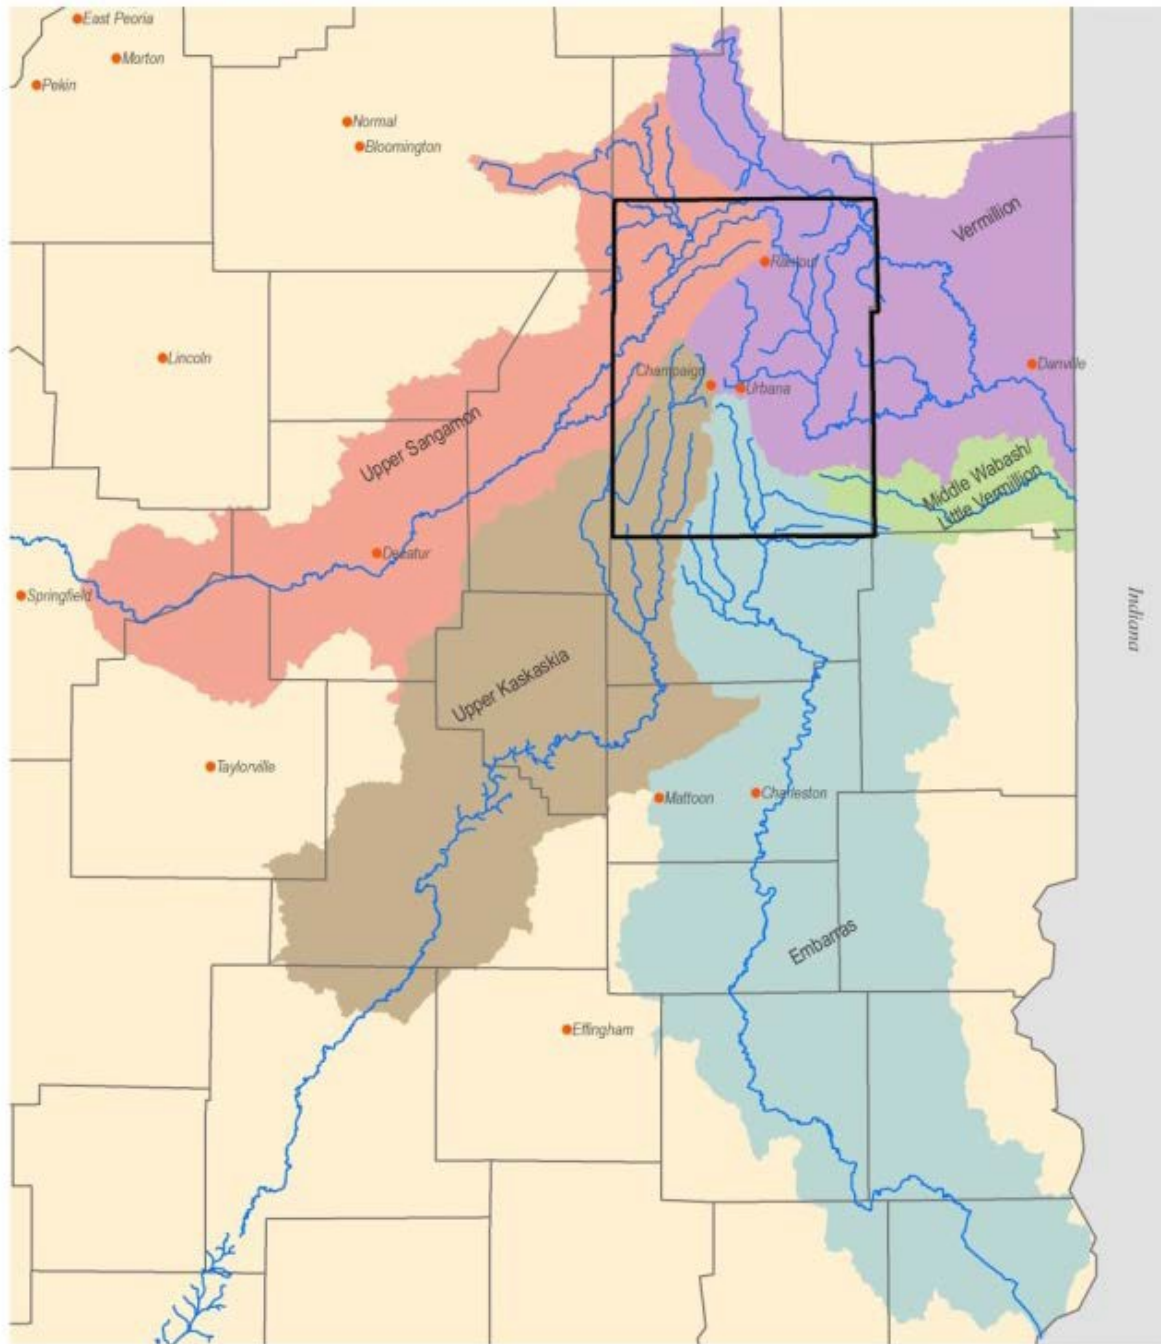 East Peoria
Morton
Pekin
Normal
Bloomington
Vermillion
Rantoul
Lincoln
Champaign
Urbana
Danville
Upper Sangamon
Middle Wabash/
Little Vermillion
Decatur
Springfield
Indiana
Upper Kaskaskia
Taylorville
Mattoon
Charleston
Embarras
Effingham